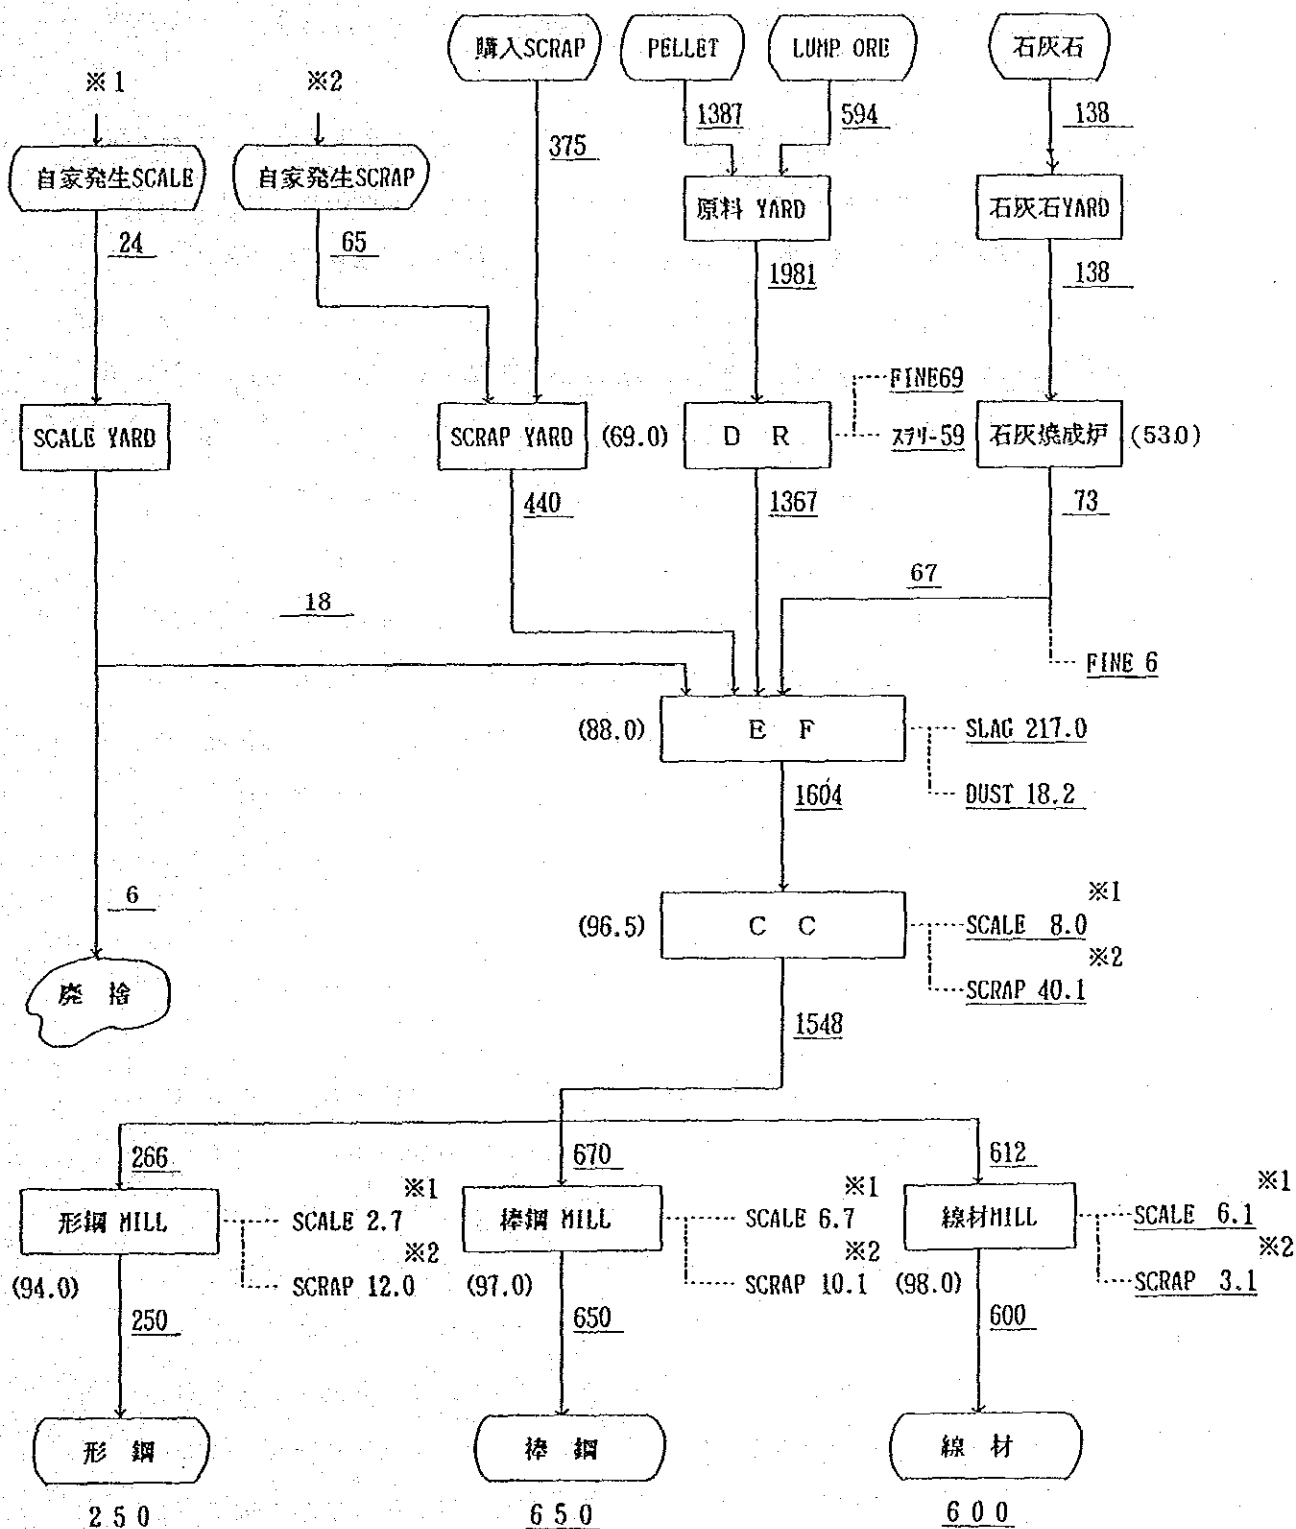 購入SCRAP PELLET LUMP ORE 石灰石
※1 ※2
1387 594 138
375
自家発生SCALE 自家発生SCRAP
原料 YARD 石灰石YARD
24 65
1981 138
FINE69
SCALE YARD SCRAP YARD (69.0) D R スラリー59 石灰焼成炉 (53.0)
440 1367 73
67
18
FINE 6
(88.0) E F SLAG 217.0
1604 DUST 18.2
6
※1
(96.5) C C SCALE 8.0
※2
SCRAP 40.1
廃 捨
1548
266 670 612
※1 ※1 ※1
形鋼 MILL SCALE 2.7 棒鋼 MILL SCALE 6.7 線材MILL SCALE 6.1
※2 ※2 ※2
(94.0) SCRAP 12.0 (97.0) SCRAP 10.1 (98.0) SCRAP 3.1
250 650 600
形 鋼 棒 鋼 線 材
250 650 600